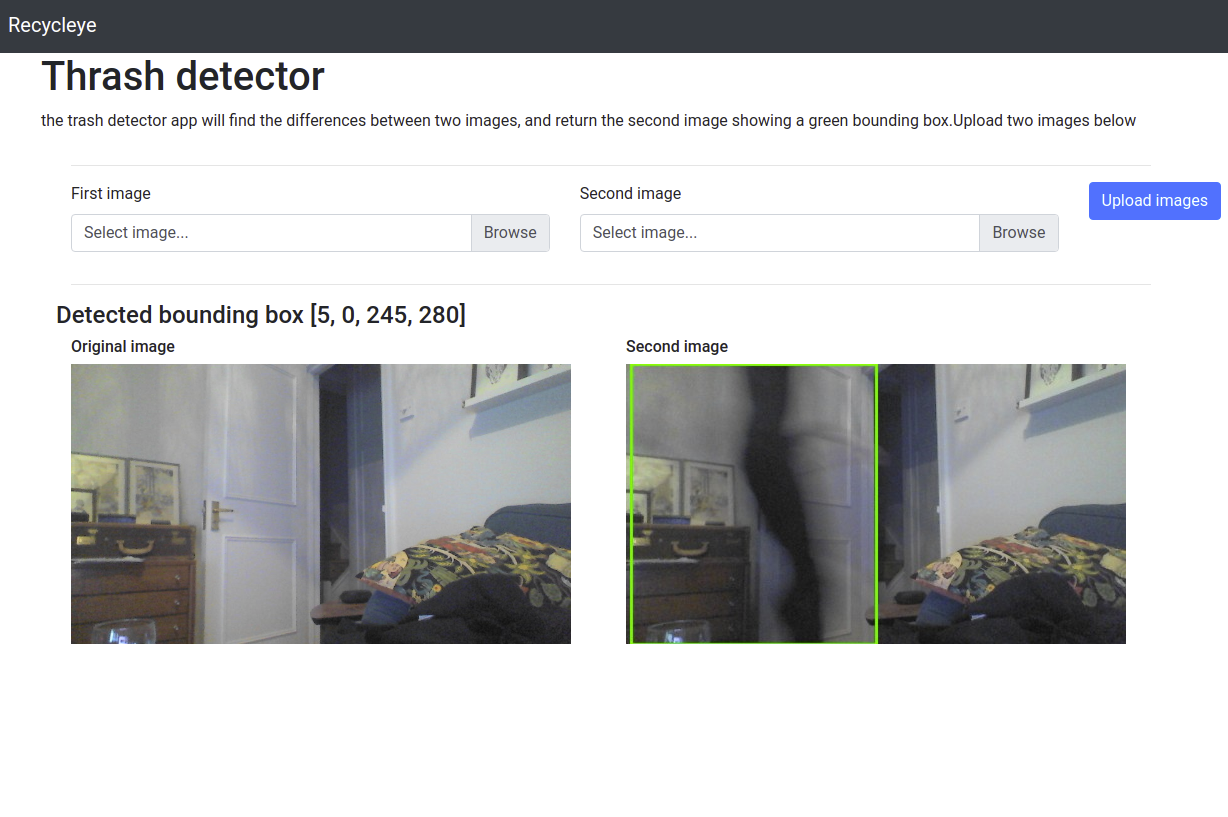 Recycleye
Thrash detector
the trash detector app will find the differences between two images, and return the second image showing a green bounding box.Upload two images below
First image
Second image
Upload images
Select image...
Browse
Select image...
Browse
Detected bounding box [5, 0, 245, 280]
Original image
Second image